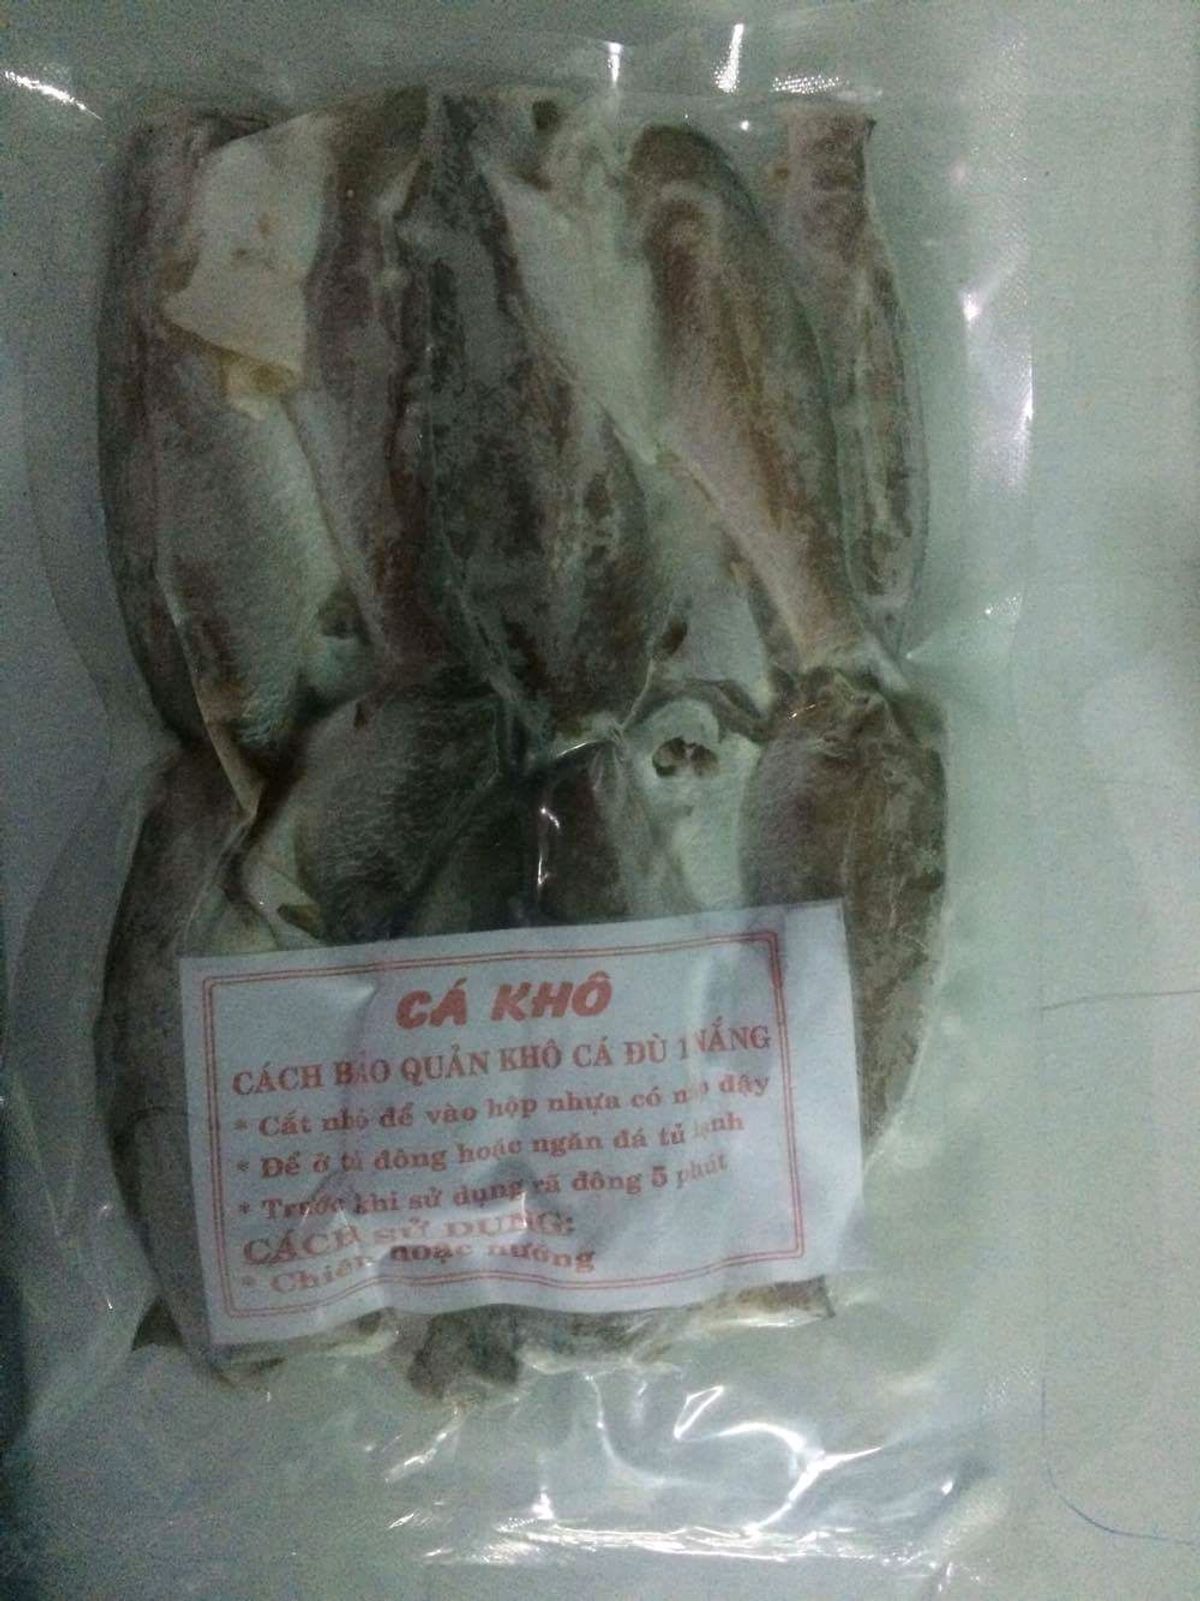 CÁ KHÔ
CÁCH BẢO QUẢN KHÔ CÁ ĐÙ 1 NẮNG
* Cắt nhỏ để vào hộp nhựa có nắp đậy
* Để ở tủ đông hoặc ngăn đá tủ lạnh
* Trước khi sử dụng rã đông 5 phút
CÁCH SỬ DỤNG:
* Chiên hoặc nướng